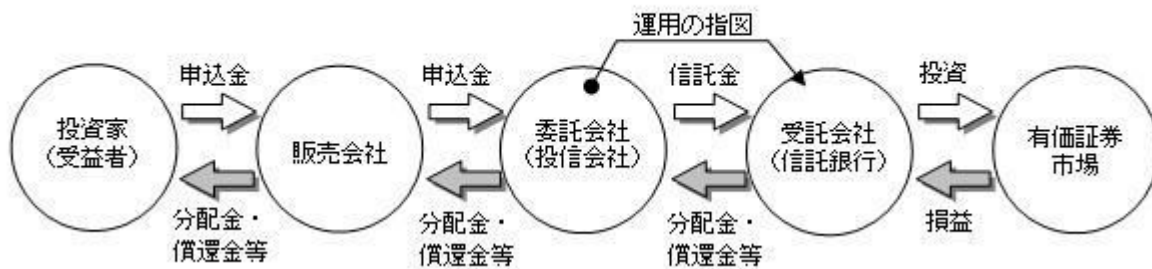 運用の指図
申込金
申込金
信託金
投資
投資家
(受益者)
販売会社
委託会社
(投信会社)
受託会社
(信託銀行)
有価証券
市場
分配金・
償還金等
分配金・
償還金等
分配金・
償還金等
損益